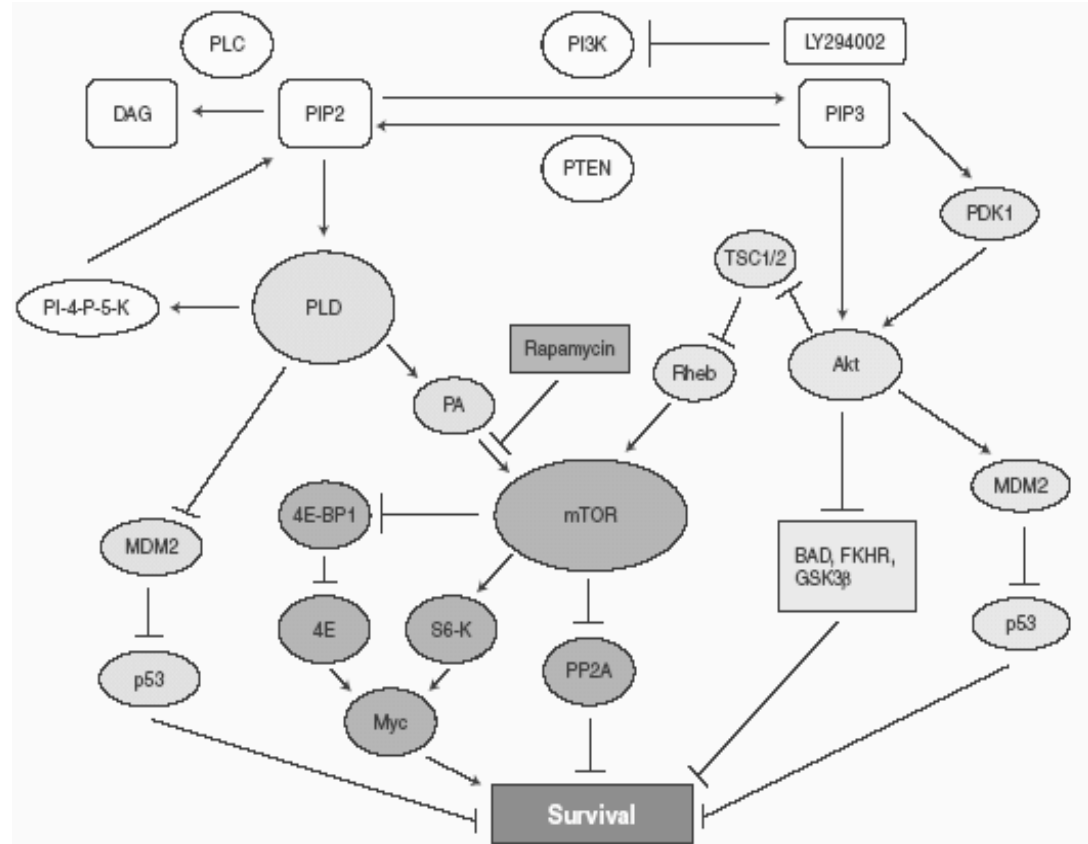 PLC
PI3K
LY294002
DAG
PIP2
PIP3
PTEN
PDK1
TSC1/2
PI-4-P-5-K
PLD
Rapamycin
Rheb
Akt
PA
MDM2
4E-BP1
mTOR
MDM2
BAD, FKHR,
GSK3β
4E
S6-K
p53
PP2A
p53
Myc
Survival